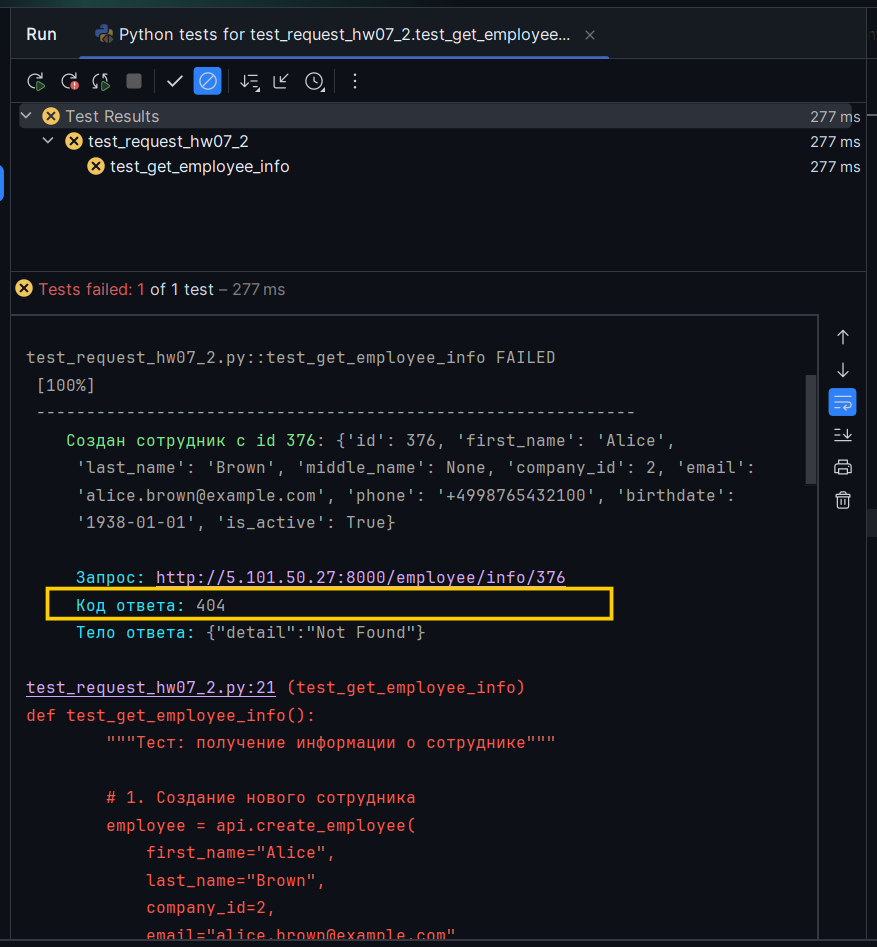 Run
Python tests for test_request_hw07_2.test_get_employee...
Test Results 277 ms
test_request_hw07_2 277 ms
test_get_employee_info 277 ms
Tests failed: 1 of 1 test – 277 ms
test_request_hw07_2.py::test_get_employee_info FAILED
[100%]
------------------------------------------------------------
Создан сотрудник с id 376: {'id': 376, 'first_name': 'Alice',
'last_name': 'Brown', 'middle_name': None, 'company_id': 2, 'email':
'alice.brown@example.com', 'phone': '+4998765432100', 'birthdate':
'1938-01-01', 'is_active': True}
Запрос: http://5.101.50.27:8000/employee/info/376
Код ответа: 404
Тело ответа: {"detail":"Not Found"}
test_request_hw07_2.py:21 (test_get_employee_info)
def test_get_employee_info():
"""Тест: получение информации о сотруднике"""
# 1. Создание нового сотрудника
employee = api.create_employee(
first_name="Alice",
last_name="Brown",
company_id=2,
email="alice.brown@example.com"